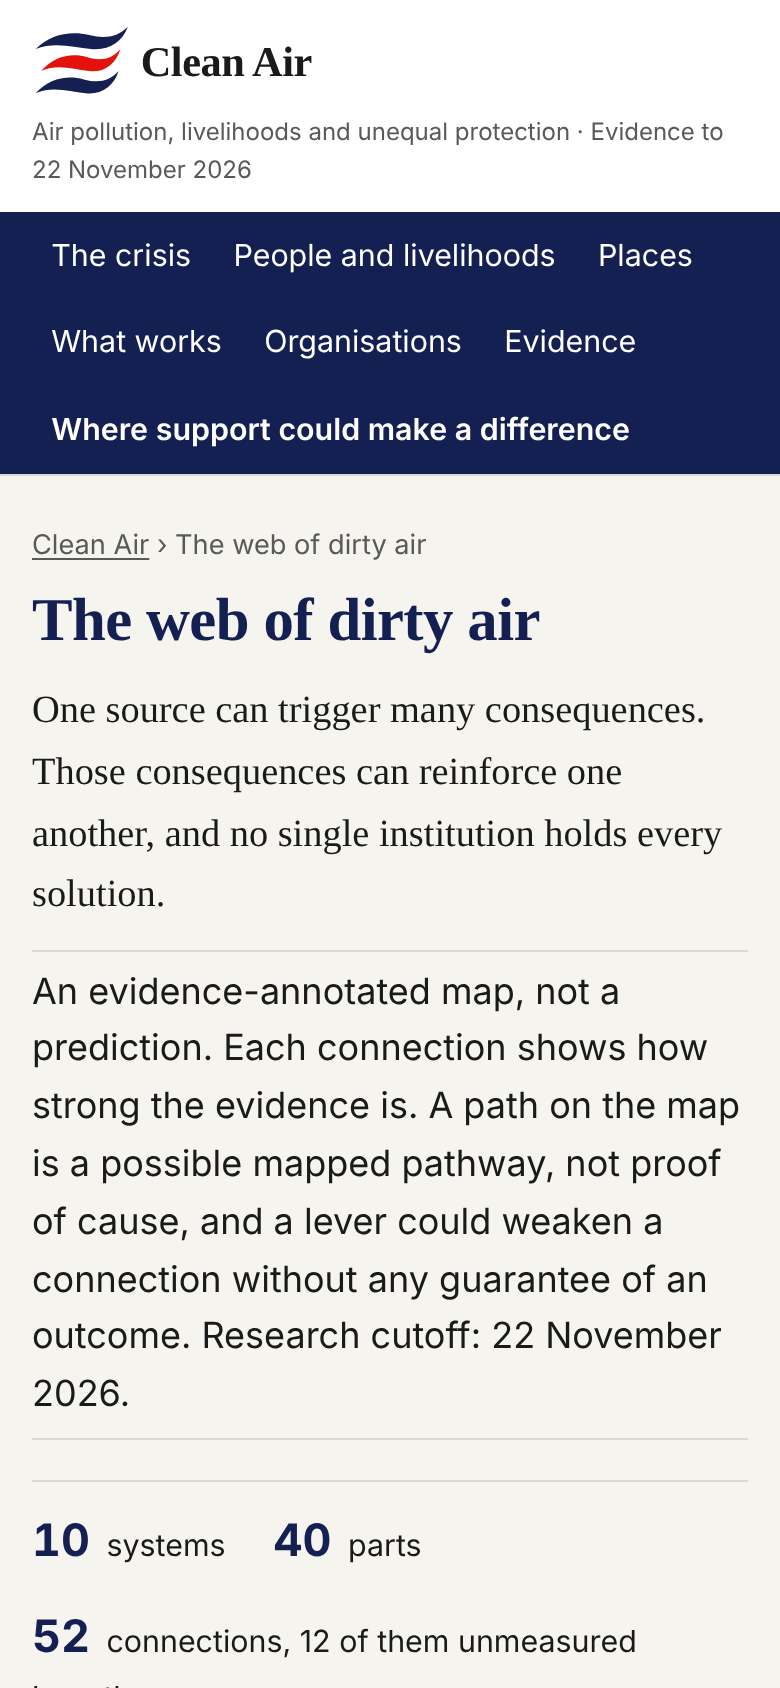 Clean Air
Air pollution, livelihoods and unequal protection · Evidence to
22 November 2026
The crisis People and livelihoods Places
What works Organisations Evidence
Where support could make a difference
Clean Air › The web of dirty air
The web of dirty air
One source can trigger many consequences.
Those consequences can reinforce one
another, and no single institution holds every
solution.
An evidence-annotated map, not a
prediction. Each connection shows how
strong the evidence is. A path on the map
is a possible mapped pathway, not proof
of cause, and a lever could weaken a
connection without any guarantee of an
outcome. Research cutoff: 22 November
2026.
10 systems 40 parts
52 connections, 12 of them unmeasured